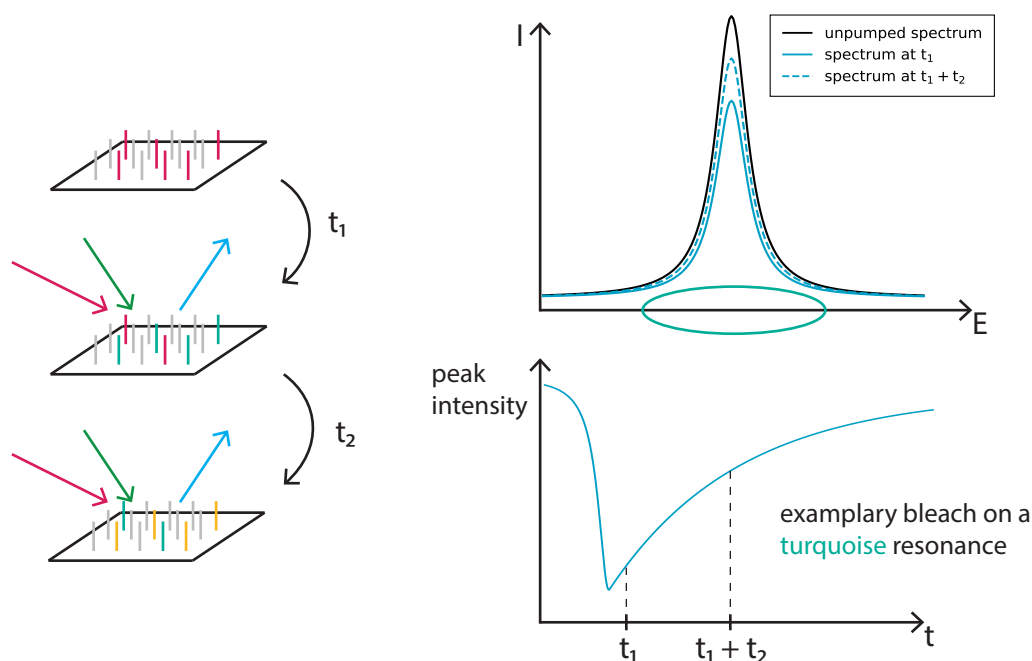 t₁
t₂
I
unpumped spectrum
spectrum at t₁
spectrum at t₁ + t₂
E
peak
intensity
examplary bleach on a
turquoise resonance
t₁
t₁ + t₂
t